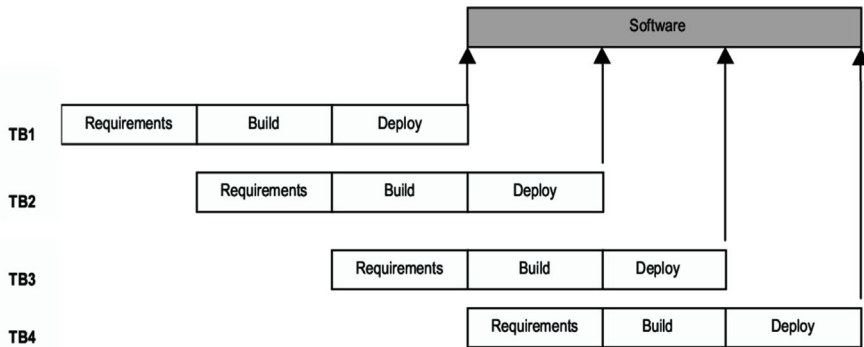 Software
TB1 Requirements Build Deploy
TB2 Requirements Build Deploy
TB3 Requirements Build Deploy
TB4 Requirements Build Deploy